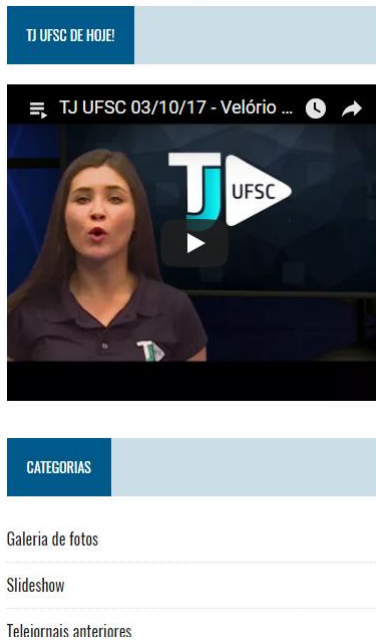 TJ UFSC DE HOJE!
TJ UFSC 03/10/17 - Velório ...
TJ
UFSC
TJ
CATEGORIAS
Galeria de fotos
Slideshow
Telejornais anteriores